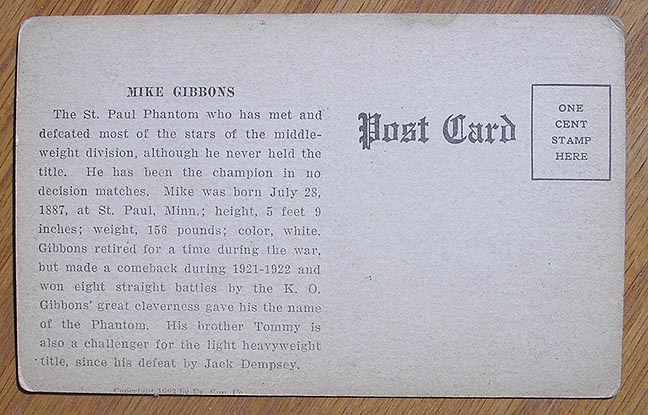 MIKE GIBBONS
The St. Paul Phantom who has met and
defeated most of the stars of the middle-
weight division, although he never held the
title. He has been the champion in no
decision matches. Mike was born July 28,
1887, at St. Paul, Minn.; height, 5 feet 9
inches; weight, 156 pounds; color, white.
Gibbons retired for a time during the war,
but made a comeback during 1921-1922 and
won eight straight battles by the K. O.
Gibbons' great cleverness gave his the name
of the Phantom. His brother Tommy is
also a challenger for the light heavyweight
title, since his defeat by Jack Dempsey.
Copyright by
Post Card
ONE
CENT
STAMP
HERE